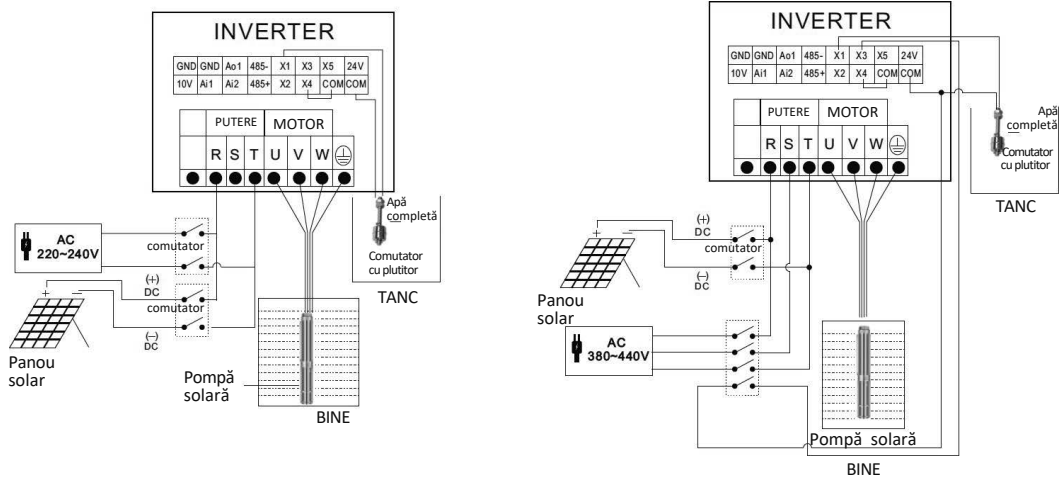 INVERTER
GND GND Ao1 485- X1 X3 X5 24V
10V Ai1 Ai2 485+ X2 X4 COM COM
PUTERE MOTOR
R S T U V W
AC
220~240V
comutator
(+)
DC
comutator
+ −
(−)
DC
Panou
solar
Apă
completă
Comutator
cu plutitor
TANC
Pompă
solară
BINE
INVERTER
GND GND Ao1 485- X1 X3 X5 24V
10V Ai1 Ai2 485+ X2 X4 COM COM
PUTERE MOTOR
R S T U V W
Apă
completă
Comutator
cu plutitor
TANC
(+)
DC
comutator
+ −
(−)
DC
Panou
solar
AC
380~440V
Pompă solară
BINE